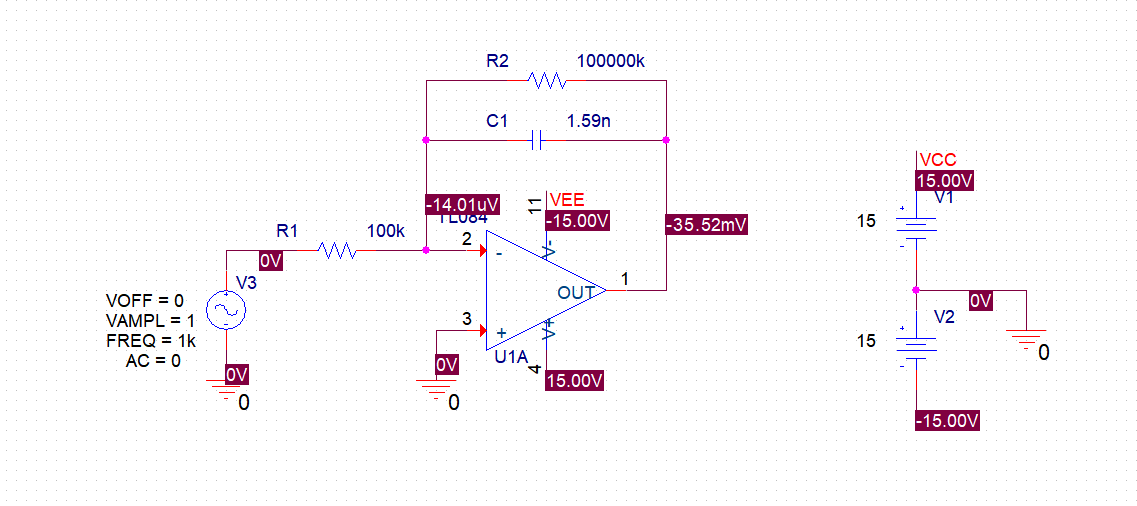 R2 100000k
C1 1.59n
VCC
15.00V
V1
15
-14.01uV
TL084
11
VEE
-15.00V
-35.52mV
R1 100k
2
-
V-
0V
V3
1
OUT
0V
VOFF = 0
VAMPL = 1
FREQ = 1k
AC = 0
3
+
V+
V2
15
U1A
4
0V
0V
15.00V
0
0
0
-15.00V